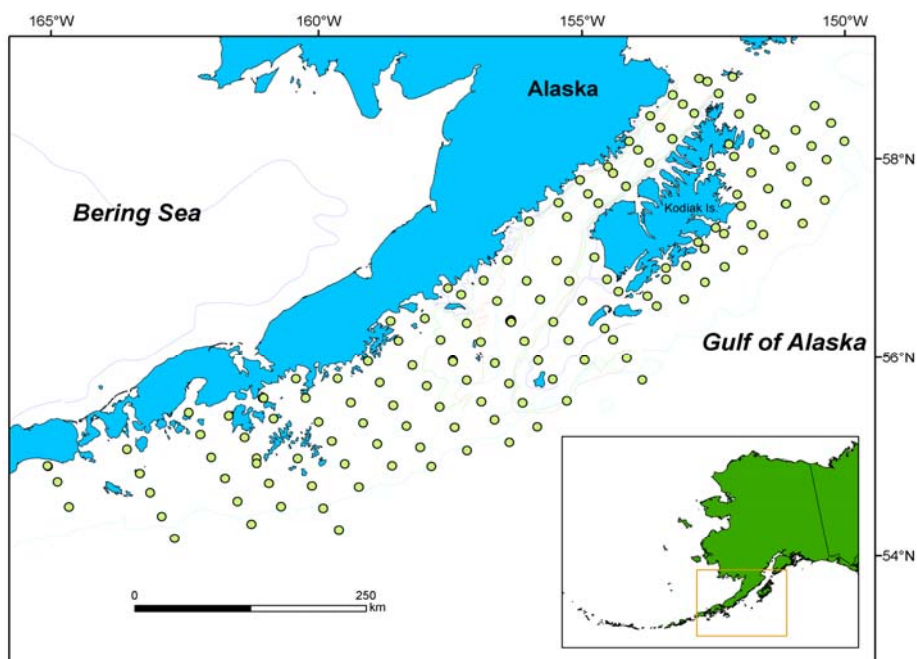 165°W 160°W 155°W 150°W
Alaska
58°N
Bering Sea
Kodiak Is.
Gulf of Alaska
56°N
54°N
0 250
km